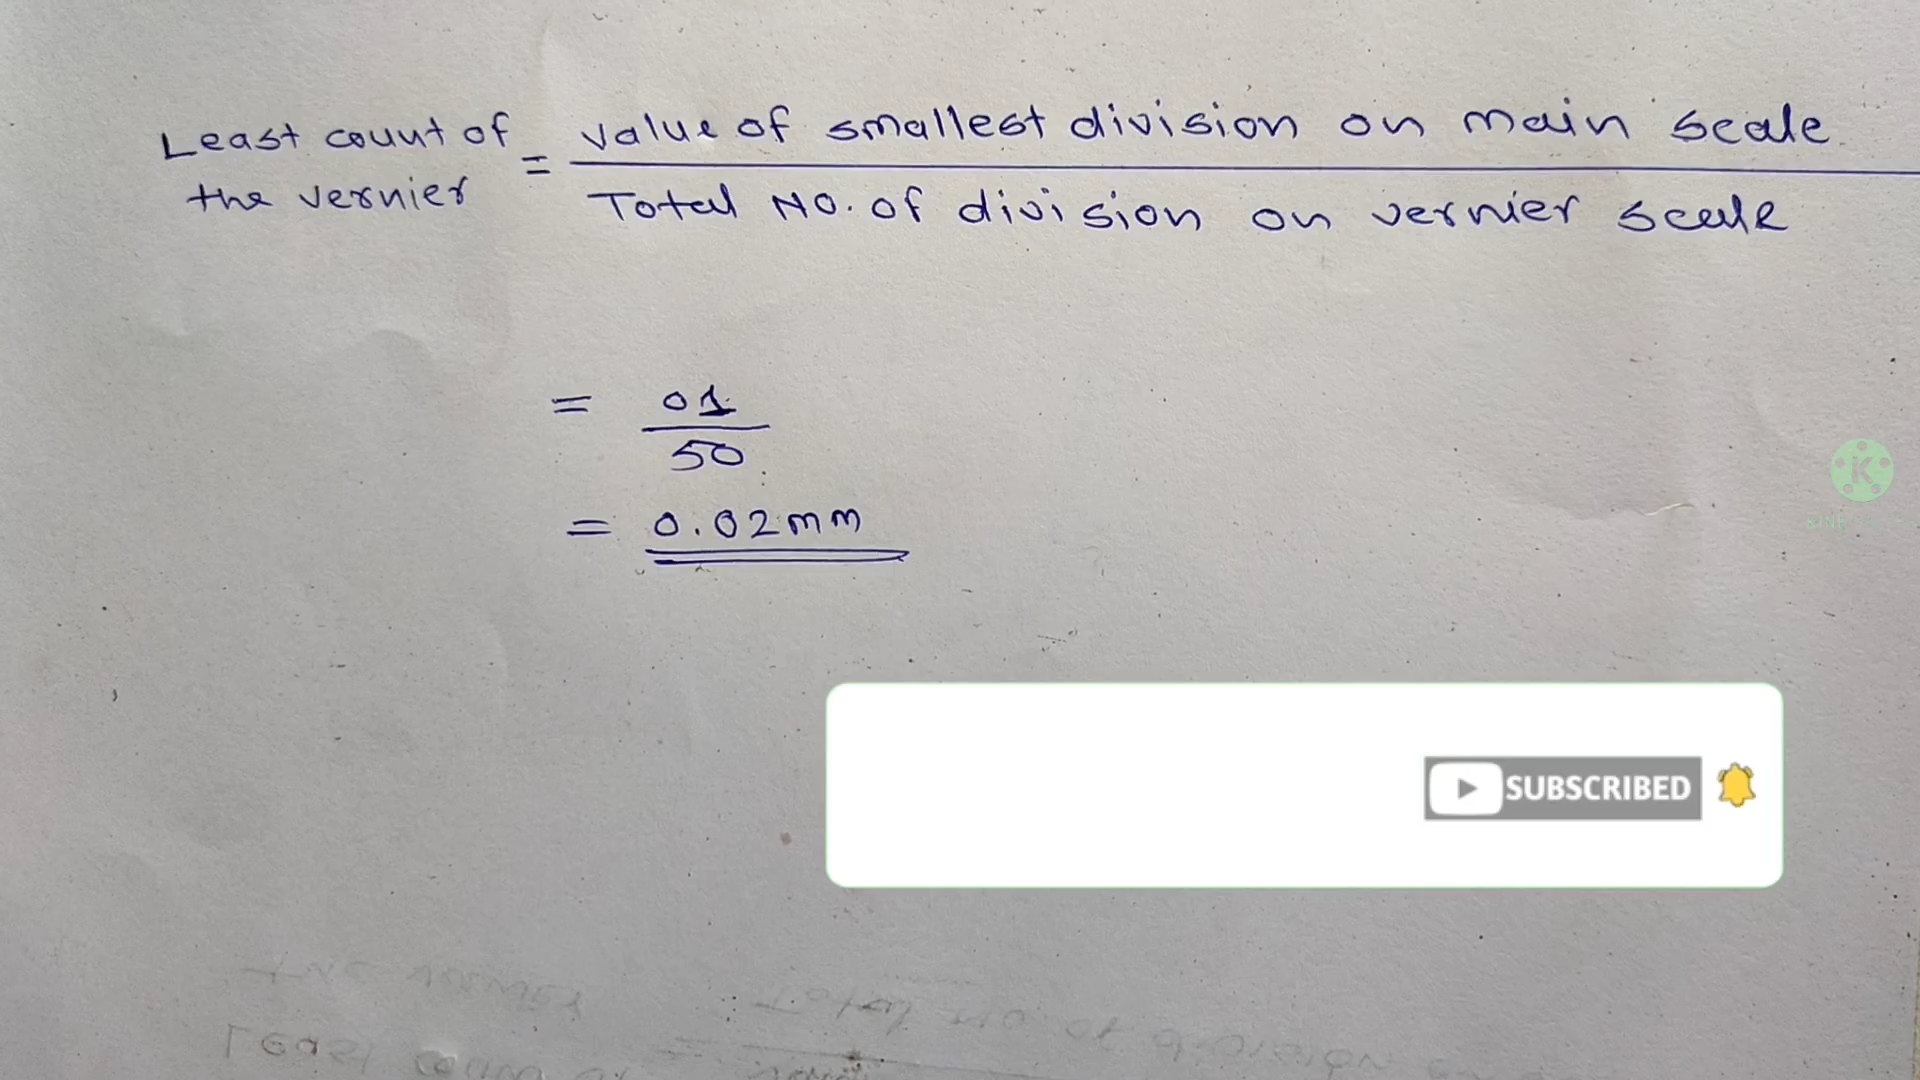 Least count of
the vernier
=
value of smallest division on main scale
Total No. of division on vernier scale
= 01
50
= 0.02mm
K
KINE
SUBSCRIBED